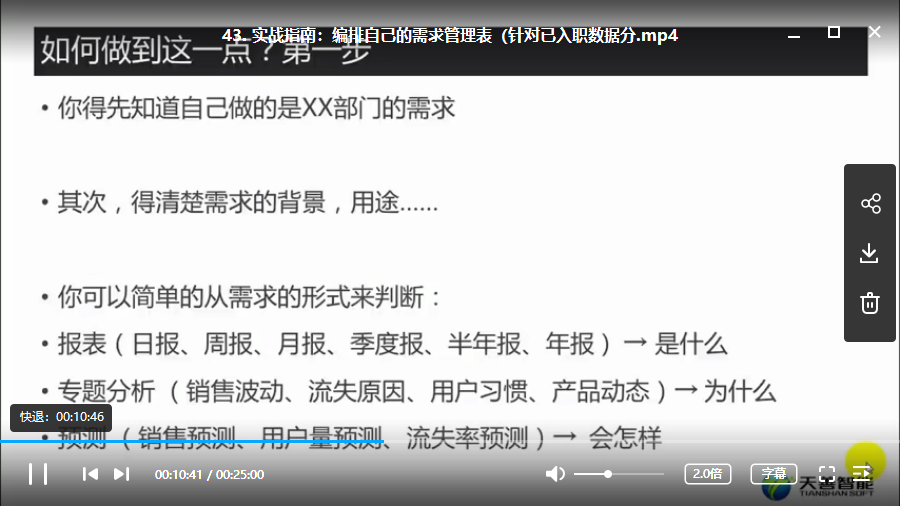 43. 实战指南：编排自己的需求管理表（针对已入职数据分.mp4
如何做到这一点？第一步
• 你得先知道自己做的是XX部门的需求
• 其次，得清楚需求的背景，用途……
• 你可以简单的从需求的形式来判断：
• 报表（日报、周报、月报、季度报、半年报、年报）→ 是什么
• 专题分析 （销售波动、流失原因、用户习惯、产品动态）→ 为什么
快退：00:10:46
• 预测 （销售预测、用户量预测、流失率预测）→ 会怎样
00:10:41 / 00:25:00
2.0倍
字幕
天善智能
TIANSHANSOFT